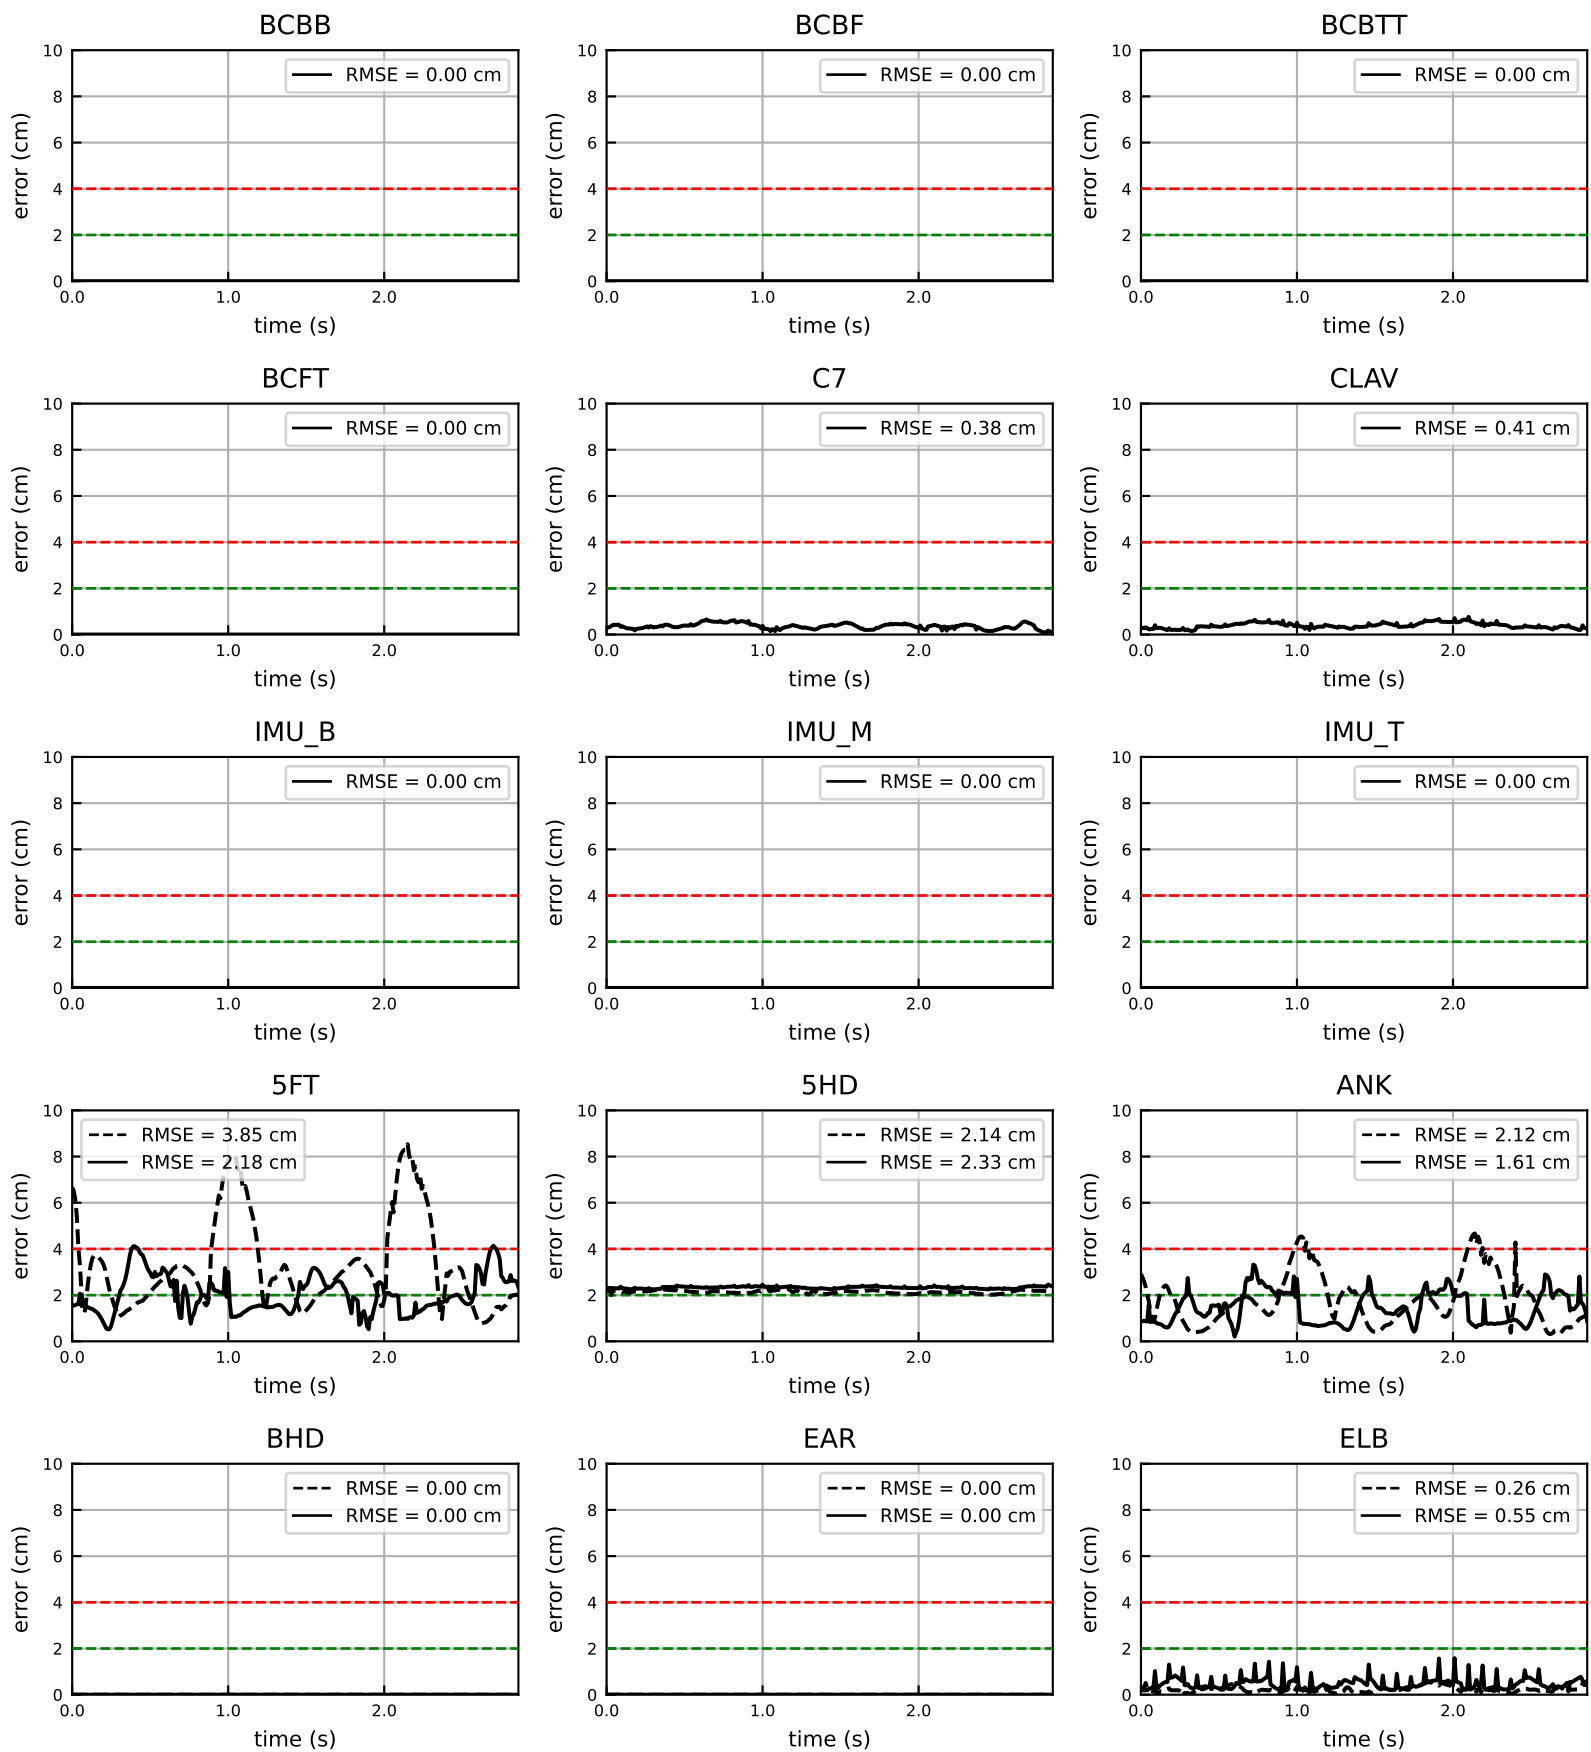 BCBB
RMSE = 0.00 cm
10
8
6
4
2
0
error (cm)
0.0 1.0 2.0
time (s)
BCBF
RMSE = 0.00 cm
10
8
6
4
2
0
error (cm)
0.0 1.0 2.0
time (s)
BCBTT
RMSE = 0.00 cm
10
8
6
4
2
0
error (cm)
0.0 1.0 2.0
time (s)
BCFT
RMSE = 0.00 cm
10
8
6
4
2
0
error (cm)
0.0 1.0 2.0
time (s)
C7
RMSE = 0.38 cm
10
8
6
4
2
0
error (cm)
0.0 1.0 2.0
time (s)
CLAV
RMSE = 0.41 cm
10
8
6
4
2
0
error (cm)
0.0 1.0 2.0
time (s)
IMU_B
RMSE = 0.00 cm
10
8
6
4
2
0
error (cm)
0.0 1.0 2.0
time (s)
IMU_M
RMSE = 0.00 cm
10
8
6
4
2
0
error (cm)
0.0 1.0 2.0
time (s)
IMU_T
RMSE = 0.00 cm
10
8
6
4
2
0
error (cm)
0.0 1.0 2.0
time (s)
5FT
RMSE = 3.85 cm
RMSE = 2.18 cm
10
8
6
4
2
0
error (cm)
0.0 1.0 2.0
time (s)
5HD
RMSE = 2.14 cm
RMSE = 2.33 cm
10
8
6
4
2
0
error (cm)
0.0 1.0 2.0
time (s)
ANK
RMSE = 2.12 cm
RMSE = 1.61 cm
10
8
6
4
2
0
error (cm)
0.0 1.0 2.0
time (s)
BHD
RMSE = 0.00 cm
RMSE = 0.00 cm
10
8
6
4
2
0
error (cm)
0.0 1.0 2.0
time (s)
EAR
RMSE = 0.00 cm
RMSE = 0.00 cm
10
8
6
4
2
0
error (cm)
0.0 1.0 2.0
time (s)
ELB
RMSE = 0.26 cm
RMSE = 0.55 cm
10
8
6
4
2
0
error (cm)
0.0 1.0 2.0
time (s)